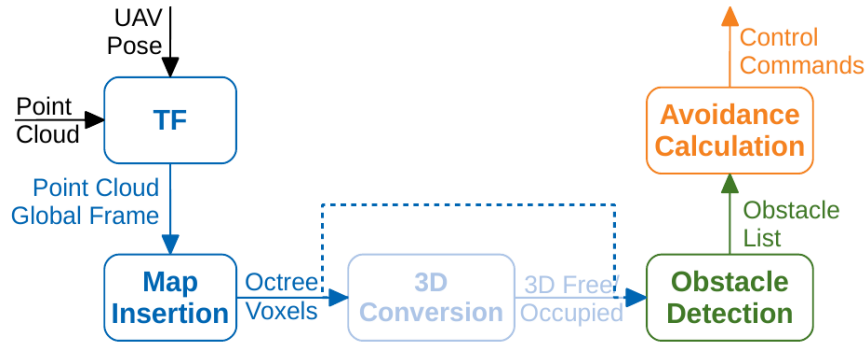 UAV
Pose
Point
Cloud
TF
Point Cloud
Global Frame
Map
Insertion
Octree
Voxels
3D
Conversion
3D Free/
Occupied
Obstacle
Detection
Obstacle
List
Avoidance
Calculation
Control
Commands